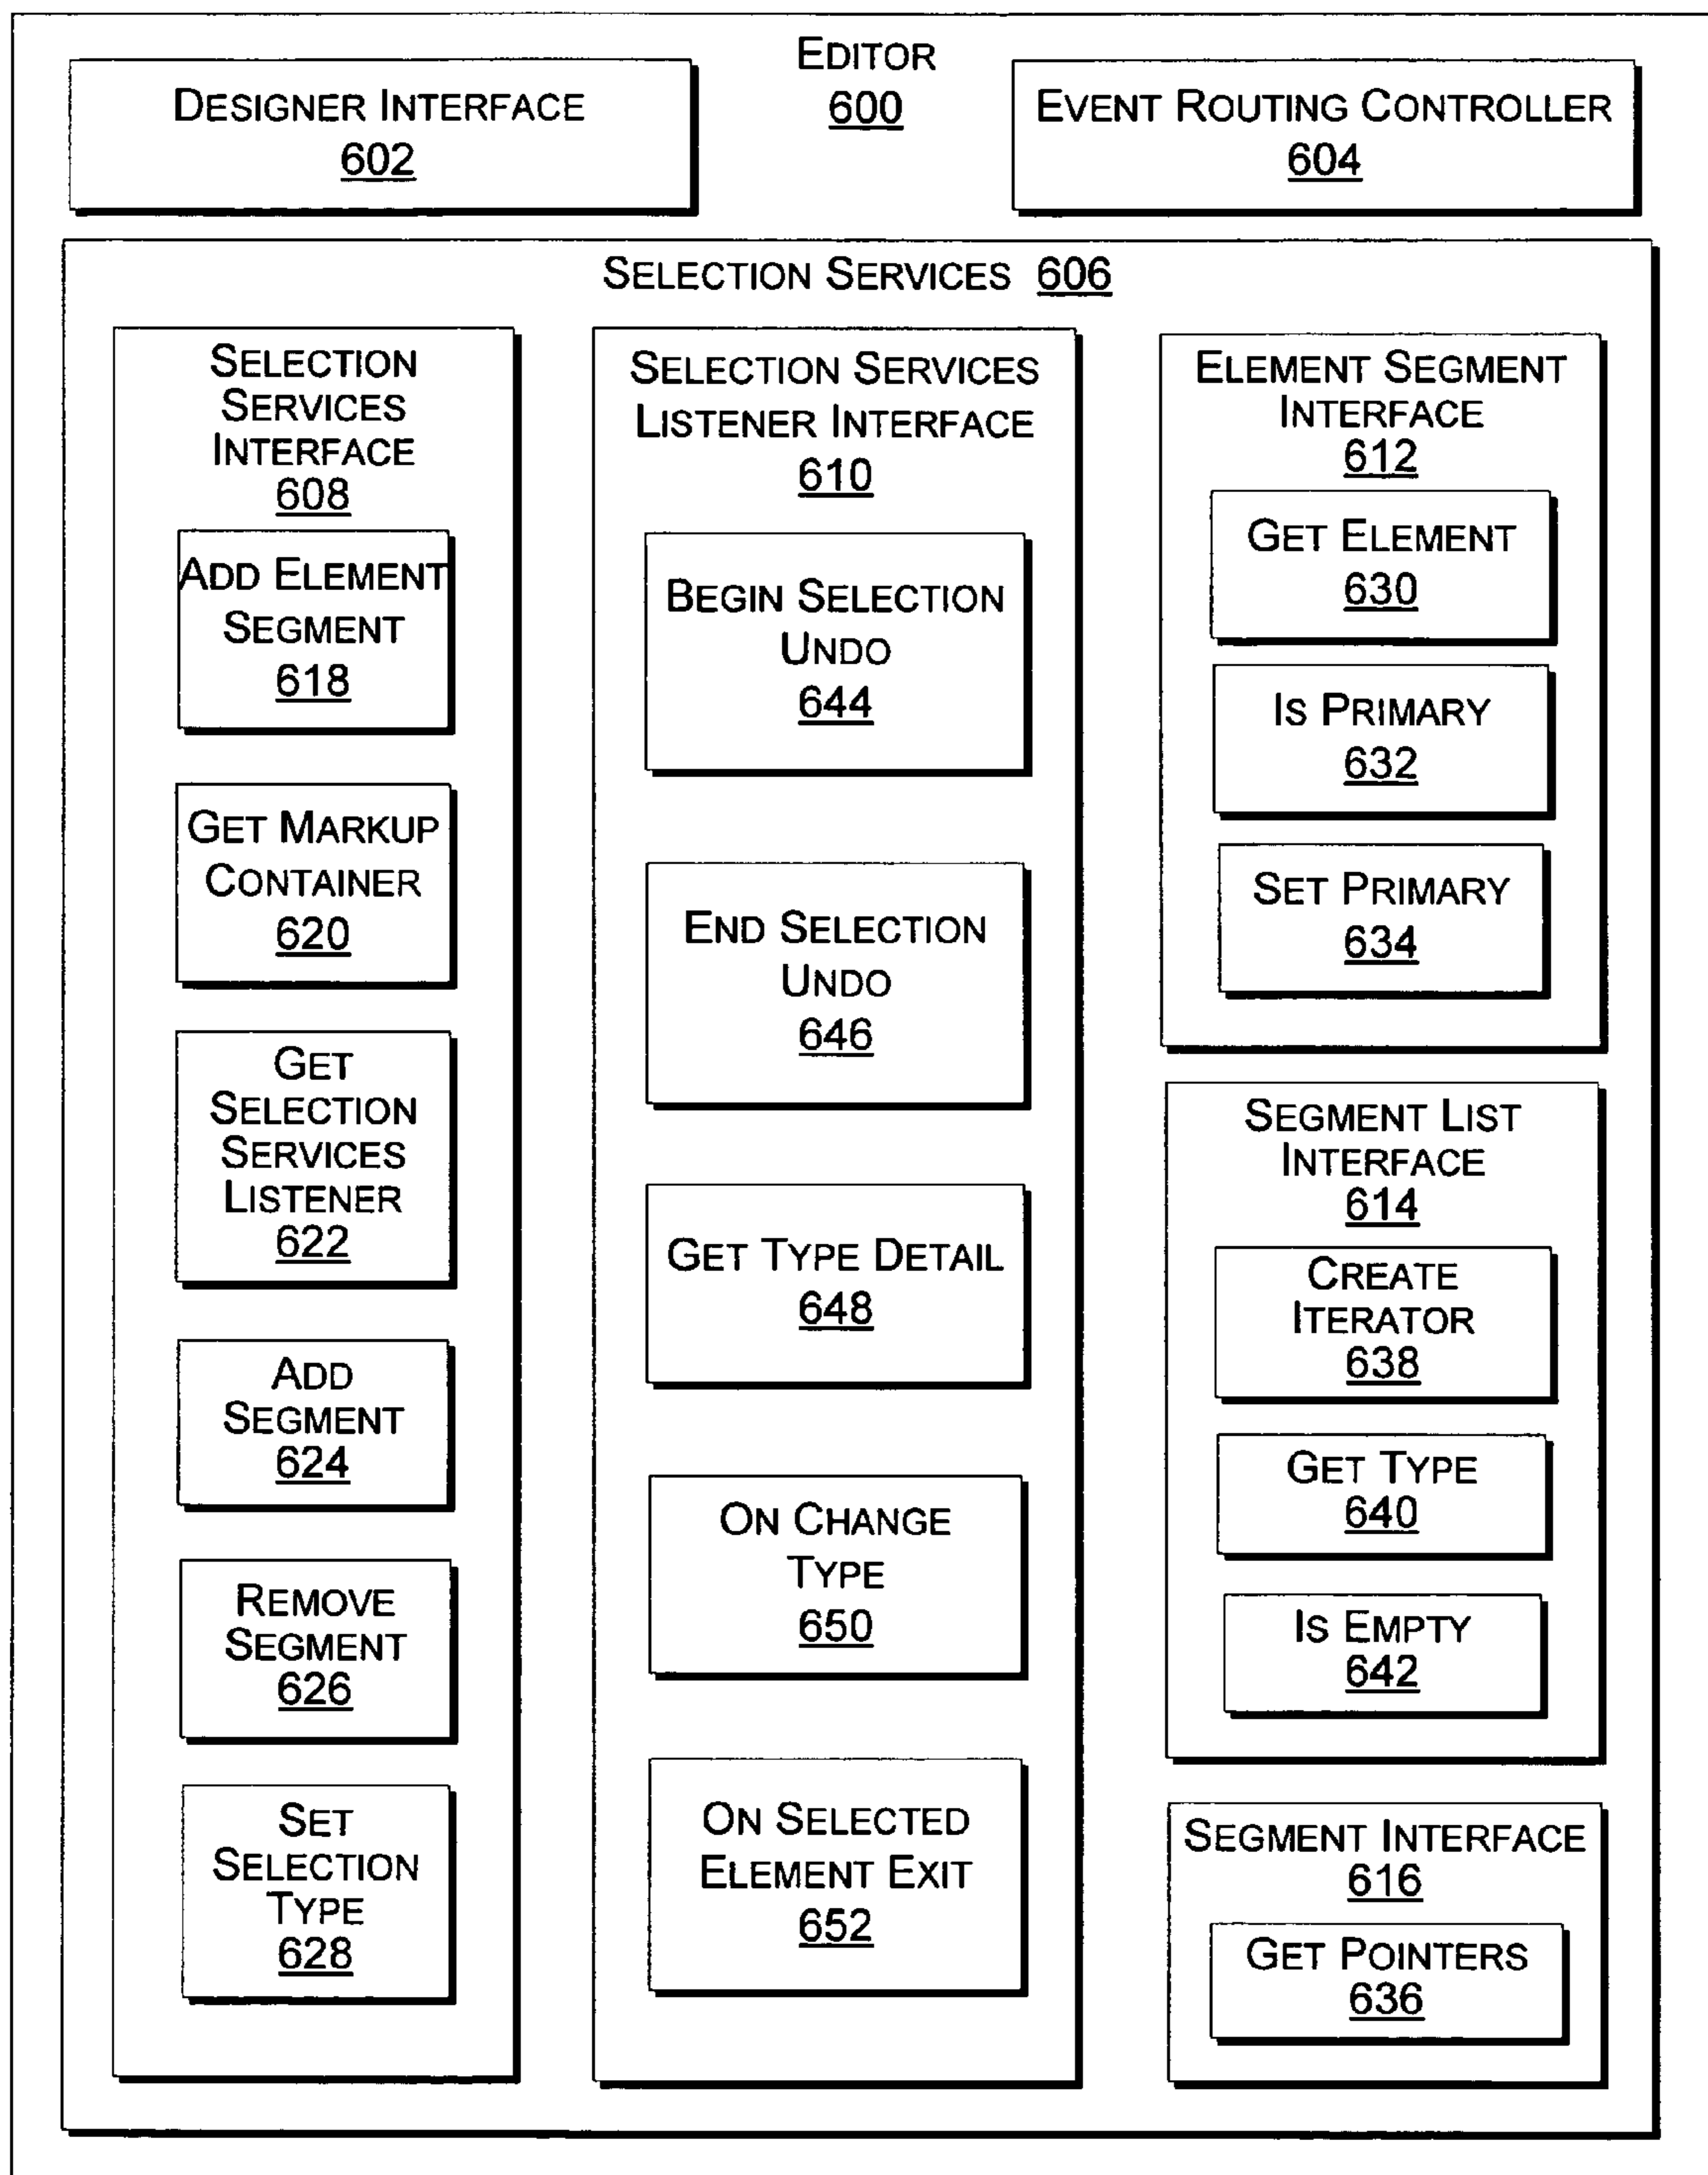 EDITOR
600
DESIGNER INTERFACE
602
EVENT ROUTING CONTROLLER
604
SELECTION SERVICES 606
SELECTION
SERVICES
INTERFACE
608
ADD ELEMENT
SEGMENT
618
GET MARKUP
CONTAINER
620
GET
SELECTION
SERVICES
LISTENER
622
ADD
SEGMENT
624
REMOVE
SEGMENT
626
SET
SELECTION
TYPE
628
SELECTION SERVICES
LISTENER INTERFACE
610
BEGIN SELECTION
UNDO
644
END SELECTION
UNDO
646
GET TYPE DETAIL
648
ON CHANGE
TYPE
650
ON SELECTED
ELEMENT EXIT
652
ELEMENT SEGMENT
INTERFACE
612
GET ELEMENT
630
IS PRIMARY
632
SET PRIMARY
634
SEGMENT LIST
INTERFACE
614
CREATE
ITERATOR
638
GET TYPE
640
IS EMPTY
642
SEGMENT INTERFACE
616
GET POINTERS
636